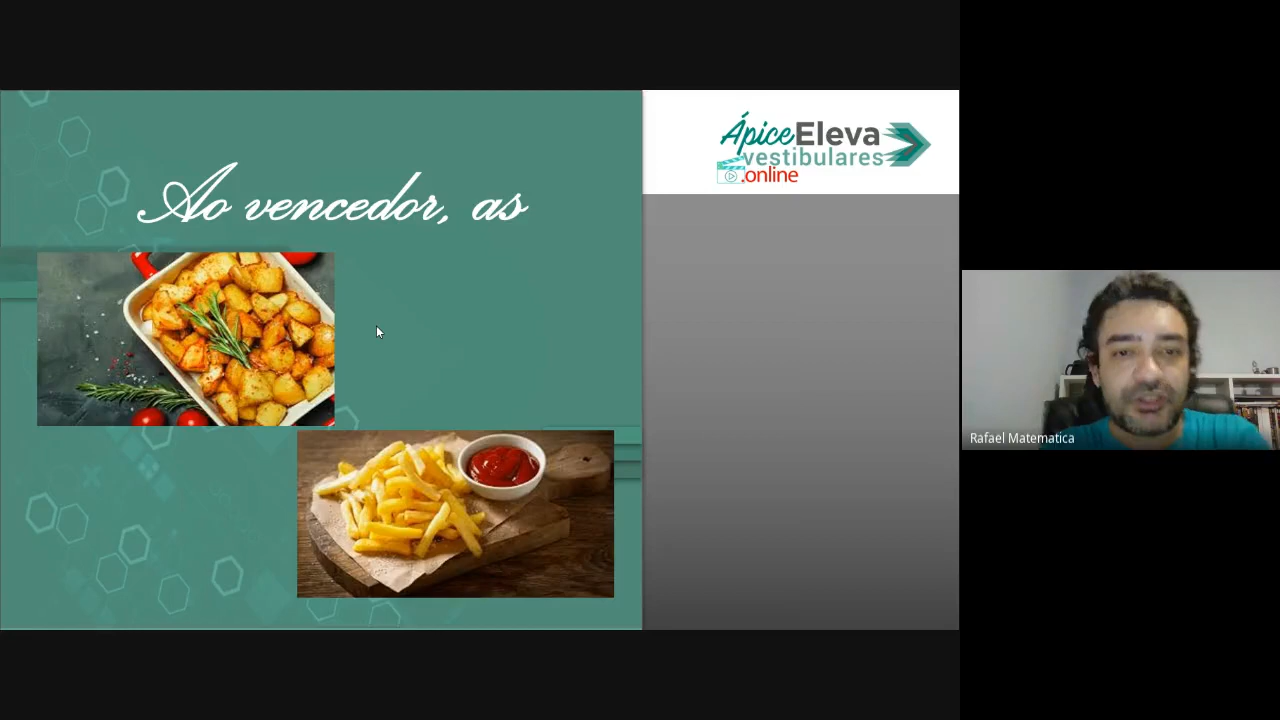 Ao vencedor, as
ÁpiceEleva
vestibulares
.online
Rafael Matematica